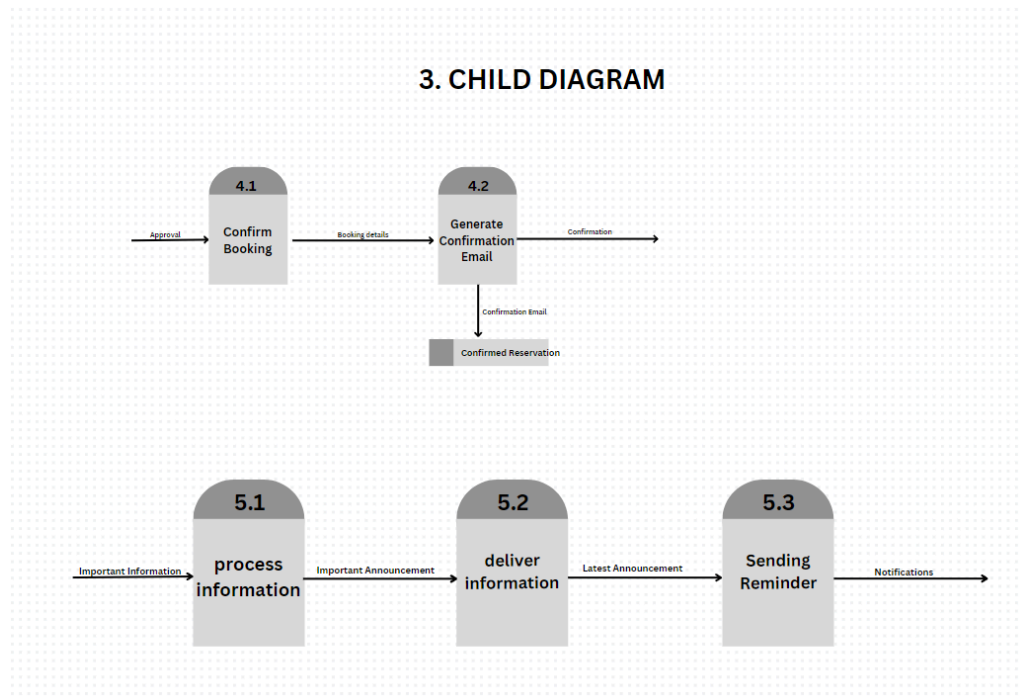 3. CHILD DIAGRAM
4.1
4.2
Approval
Confirm
Booking
Booking details
Generate
Confirmation
Email
Confirmation
Confirmation Email
Confirmed Reservation
5.1
5.2
5.3
Important Information
process
information
Important Announcement
deliver
information
Latest Announcement
Sending
Reminder
Notifications